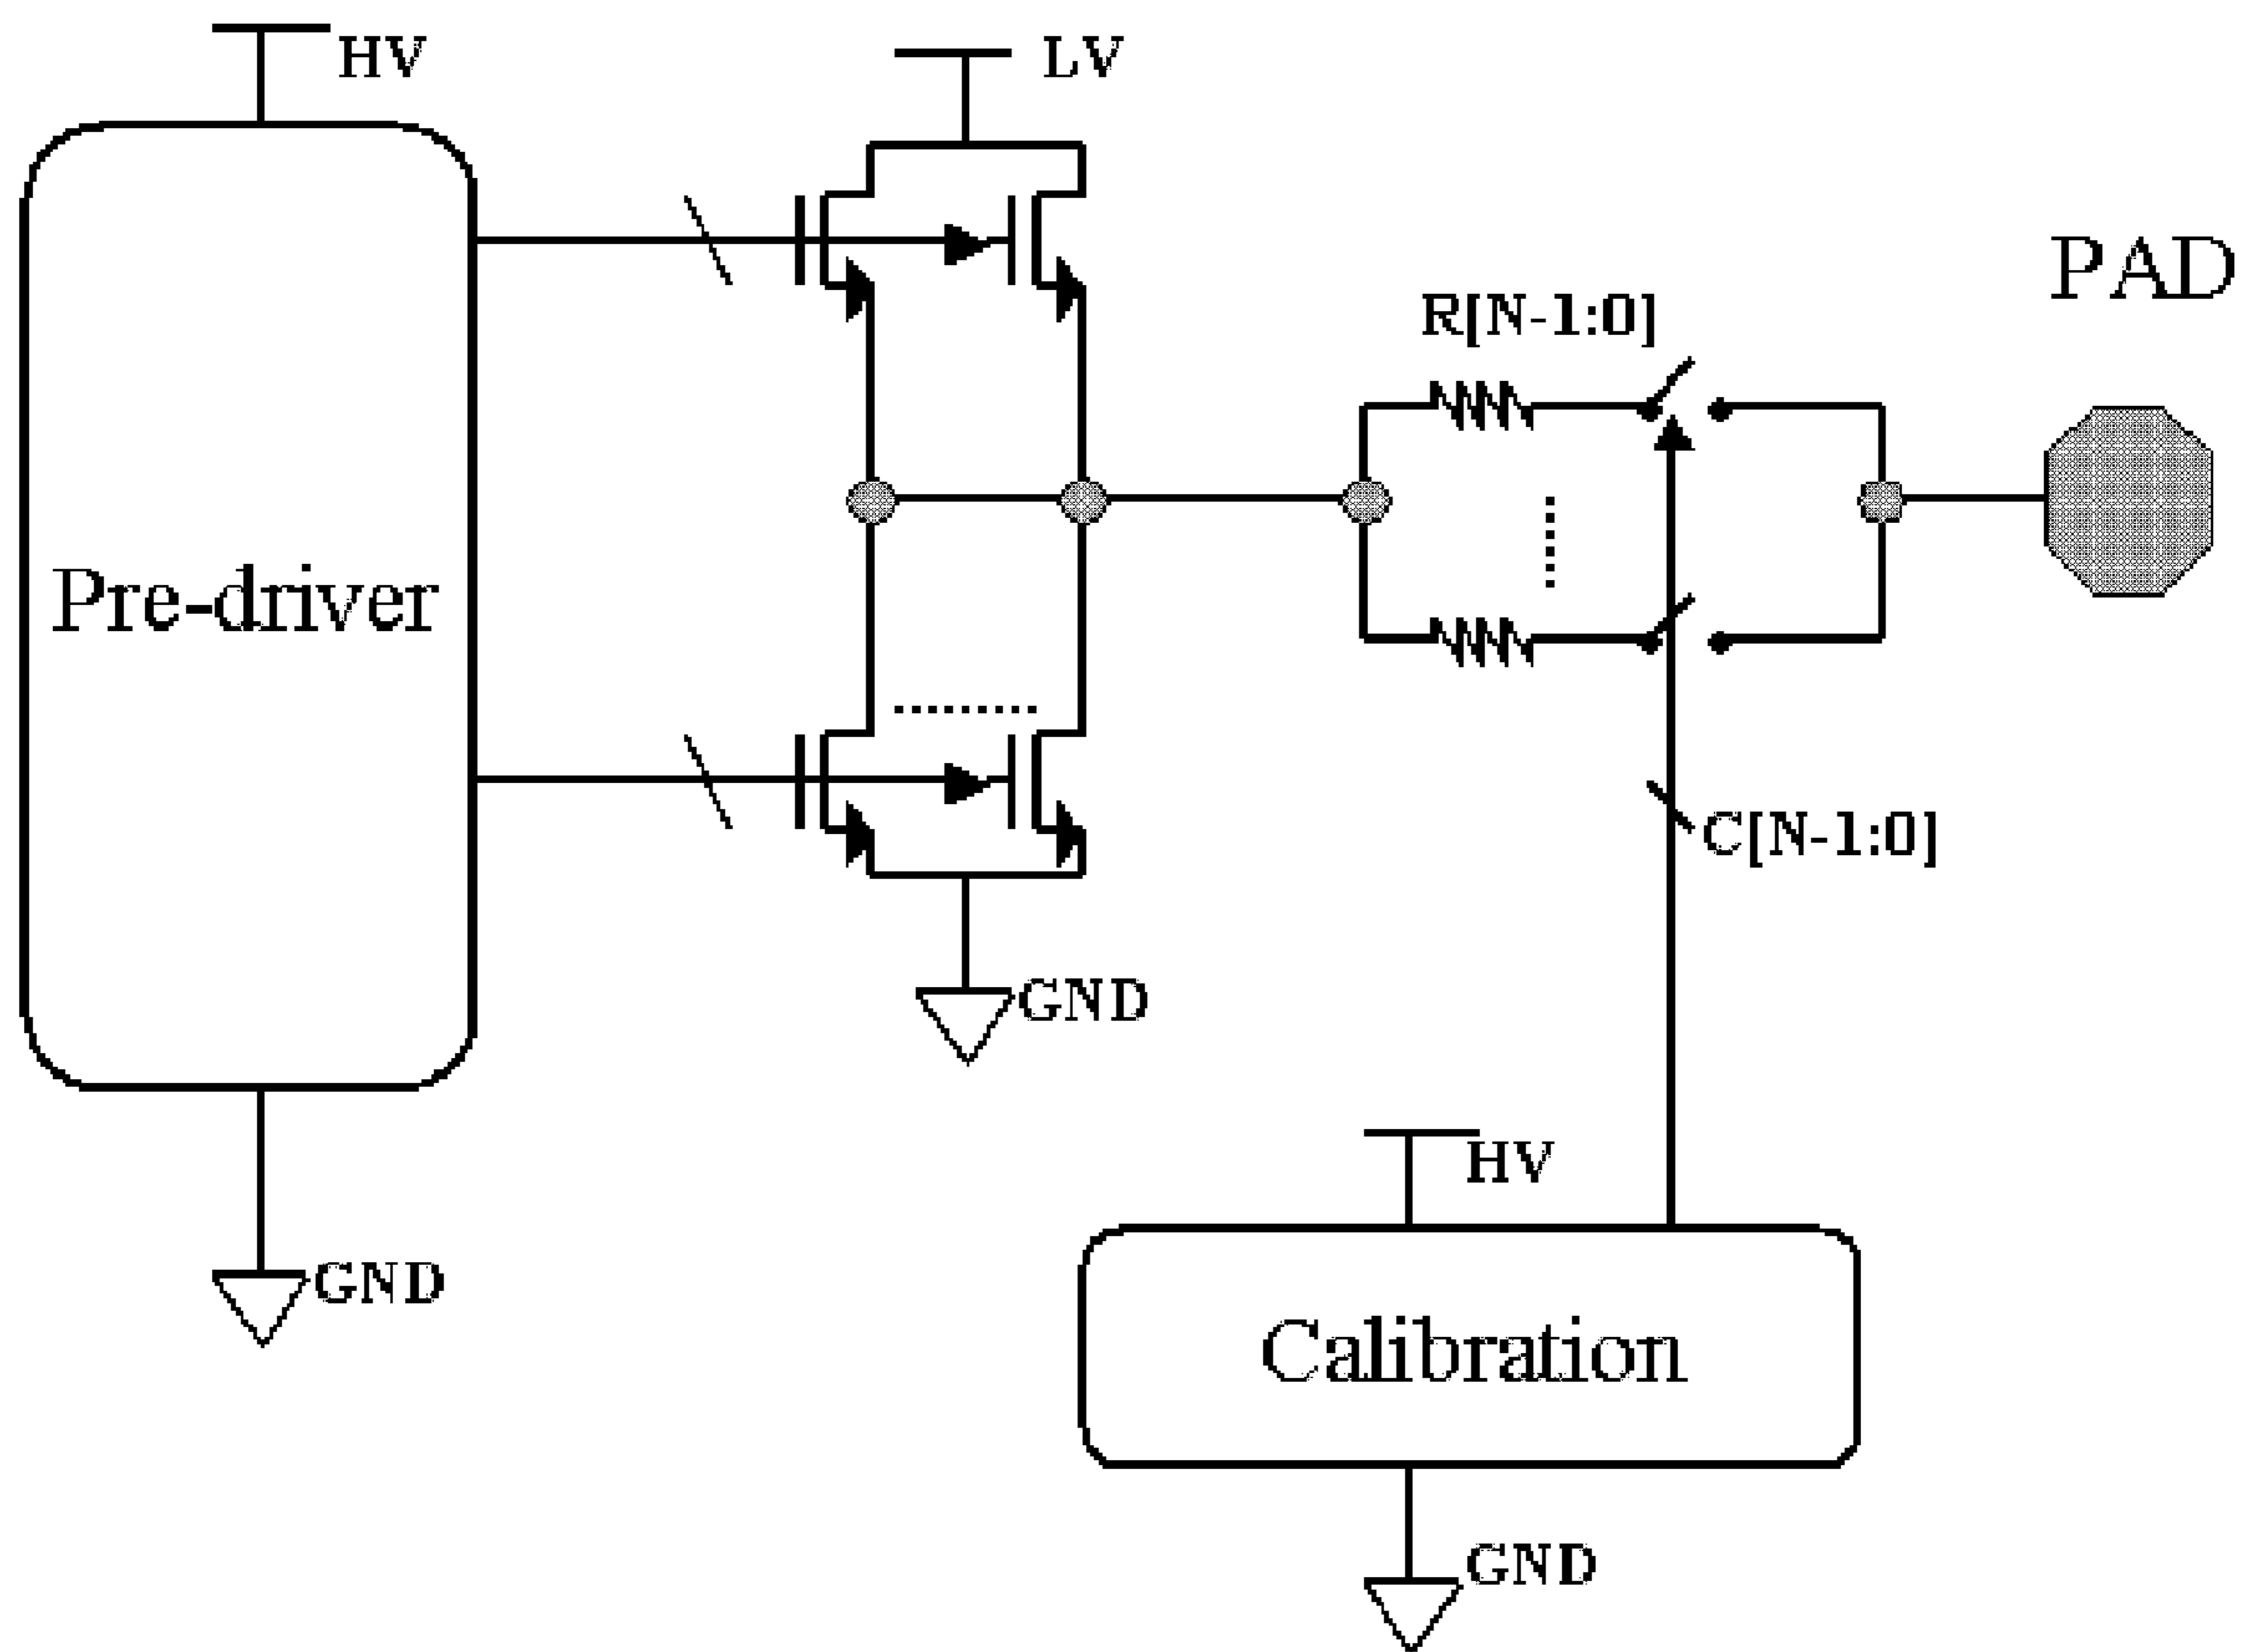 HV
LV
PAD
R[N-1:0]
Pre-driver
C[N-1:0]
GND
HV
GND
Calibration
GND